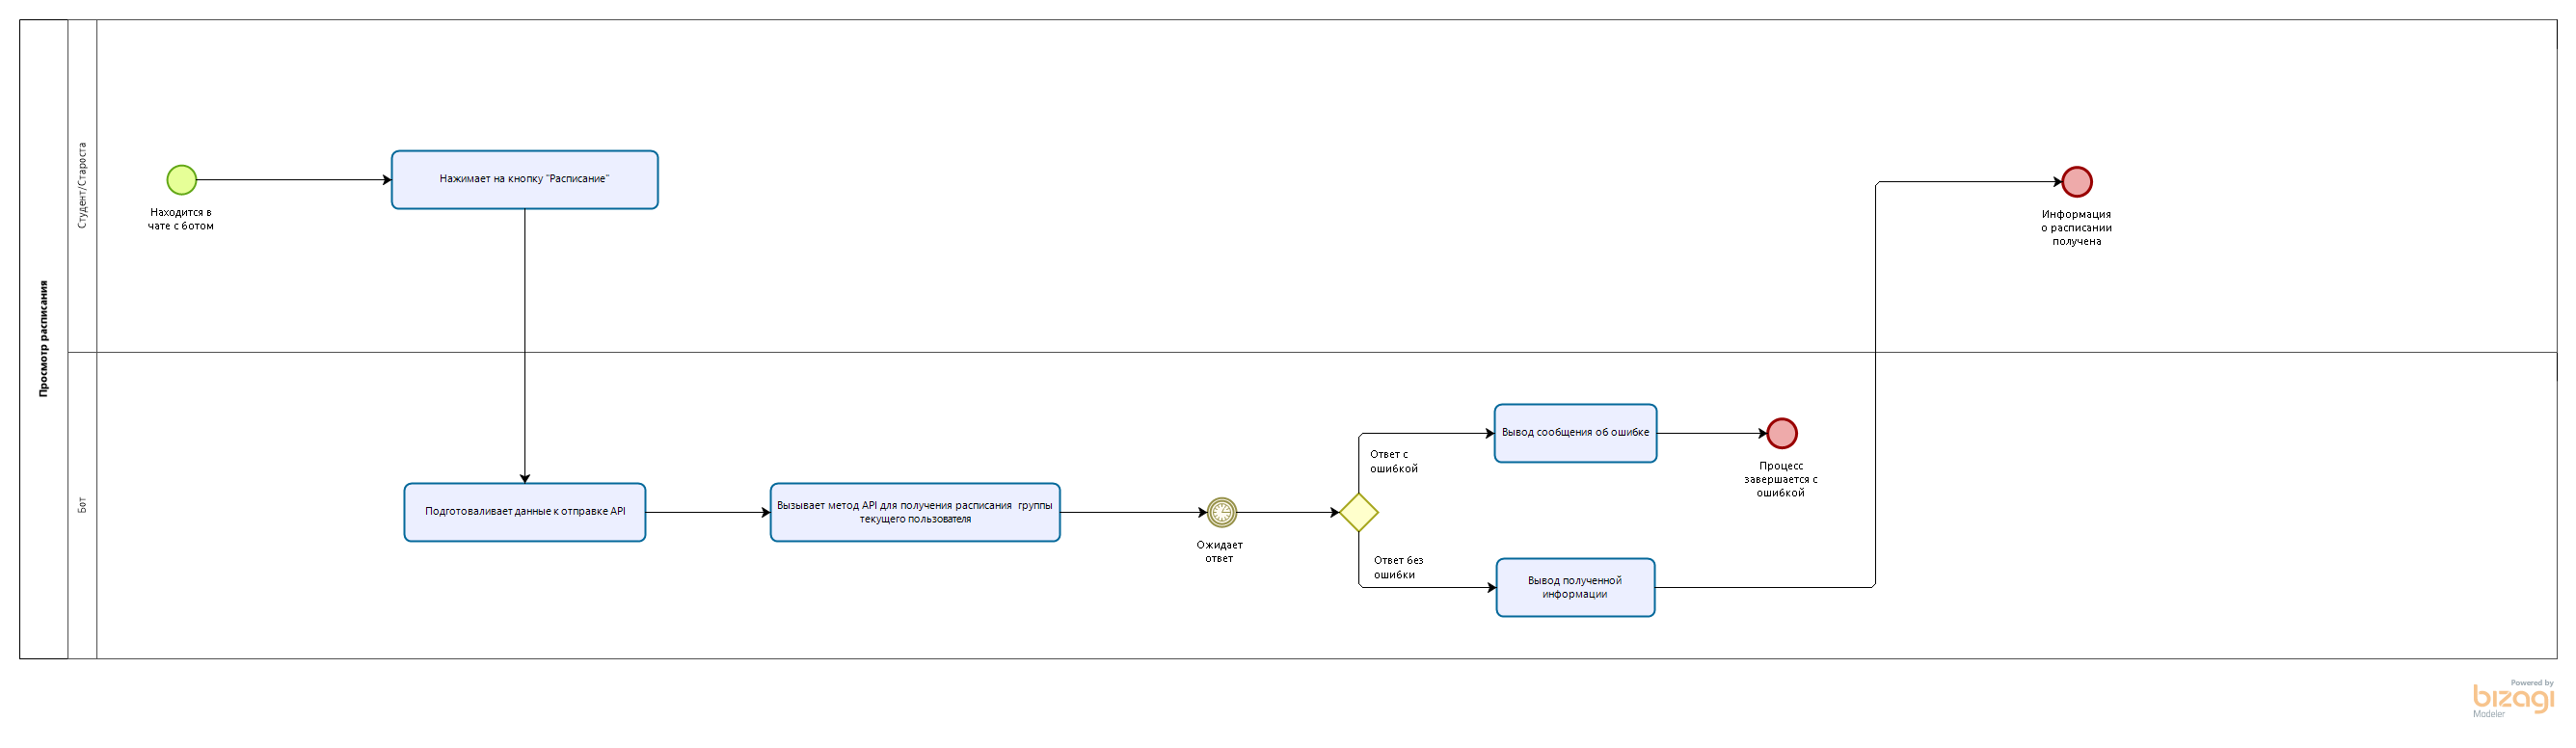 Просмотр расписания
Студент/Староста
Находится в
чате с ботом
Нажимает на кнопку "Расписание"
Информация
о расписании
получена
Бот
Подготоваливает данные к отправке API
Вызывает метод API для получения расписания группы
текущего пользователя
Ожидает
ответ
Ответ с
ошибкой
Вывод сообщения об ошибке
Процесс
завершается с
ошибкой
Ответ без
ошибки
Вывод полученной
информации
Powered by
bizagi
Modeler